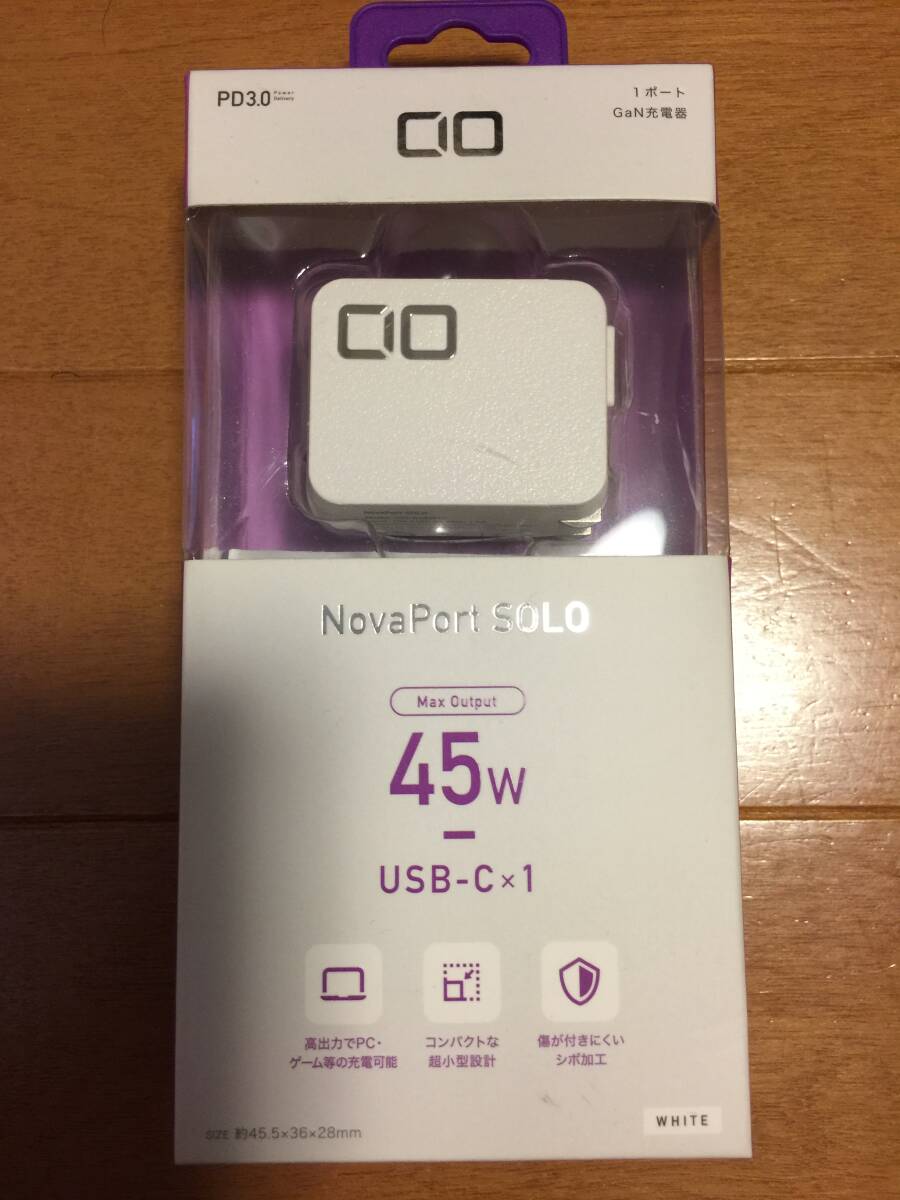 PD3.0 Power Delivery
CIO
1ポート
GaN充電器
CIO
NovaPort SOLO
NovaPort SOLO
Max Output
45W
USB-C×1
高出力でPC・
ゲーム等の充電可能
コンパクトな
超小型設計
傷が付きにくい
シボ加工
SIZE 約45.5×36×28mm
WHITE